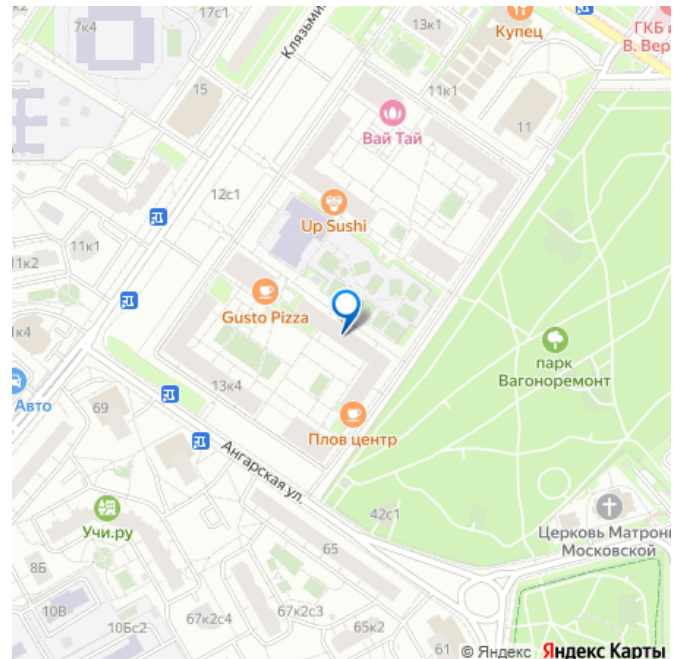 17с1
7к4
13к1
Купец
ГКБ и
В. Вер
Клязьми
15
11к1
11
Вай Тай
12с1
Up Sushi
11к1
11к2
Gusto Pizza
1к4
парк
Вагоноремонт
Авто
13к4
69
Плов центр
Ангарская ул.
42с1
Учи.ру
Церковь Матрон
Московской
65
8Б
10В
10Бс2
67к2с4
67к2с3
65к2
61
© Яндекс Яндекс Карты